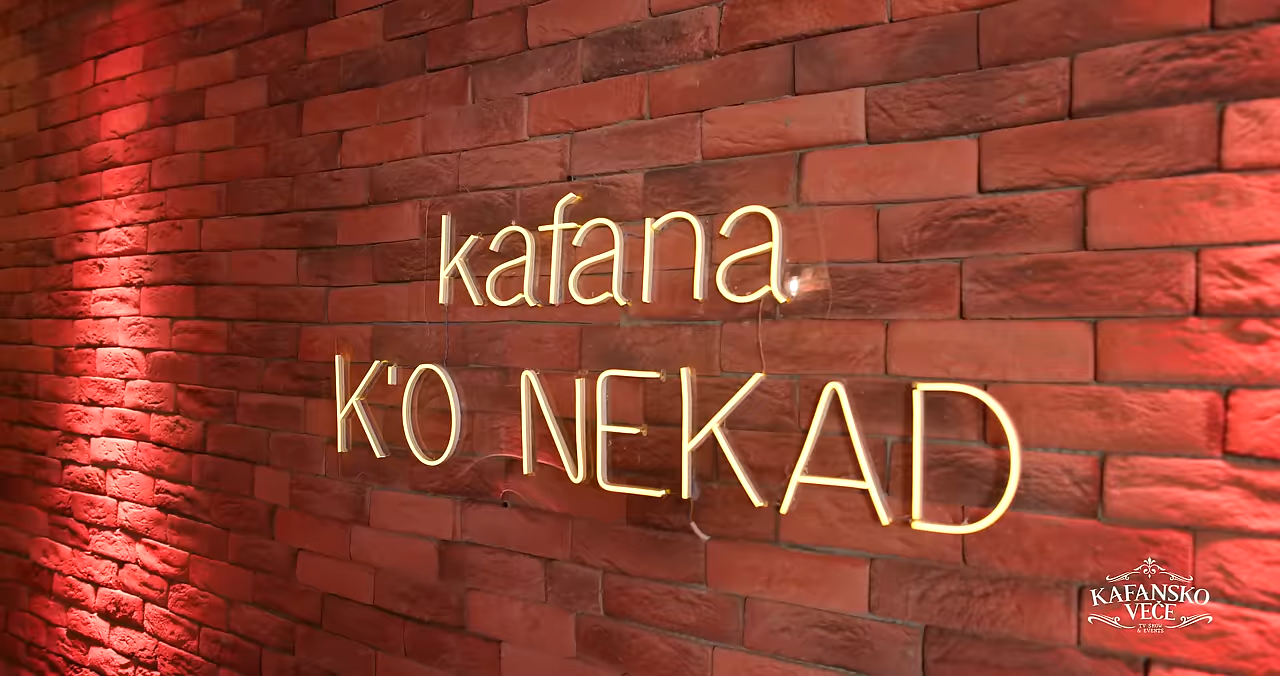 kafana
K'O NEKAD
KAFANSKO
VEČE
TV SHOW
& EVENTS